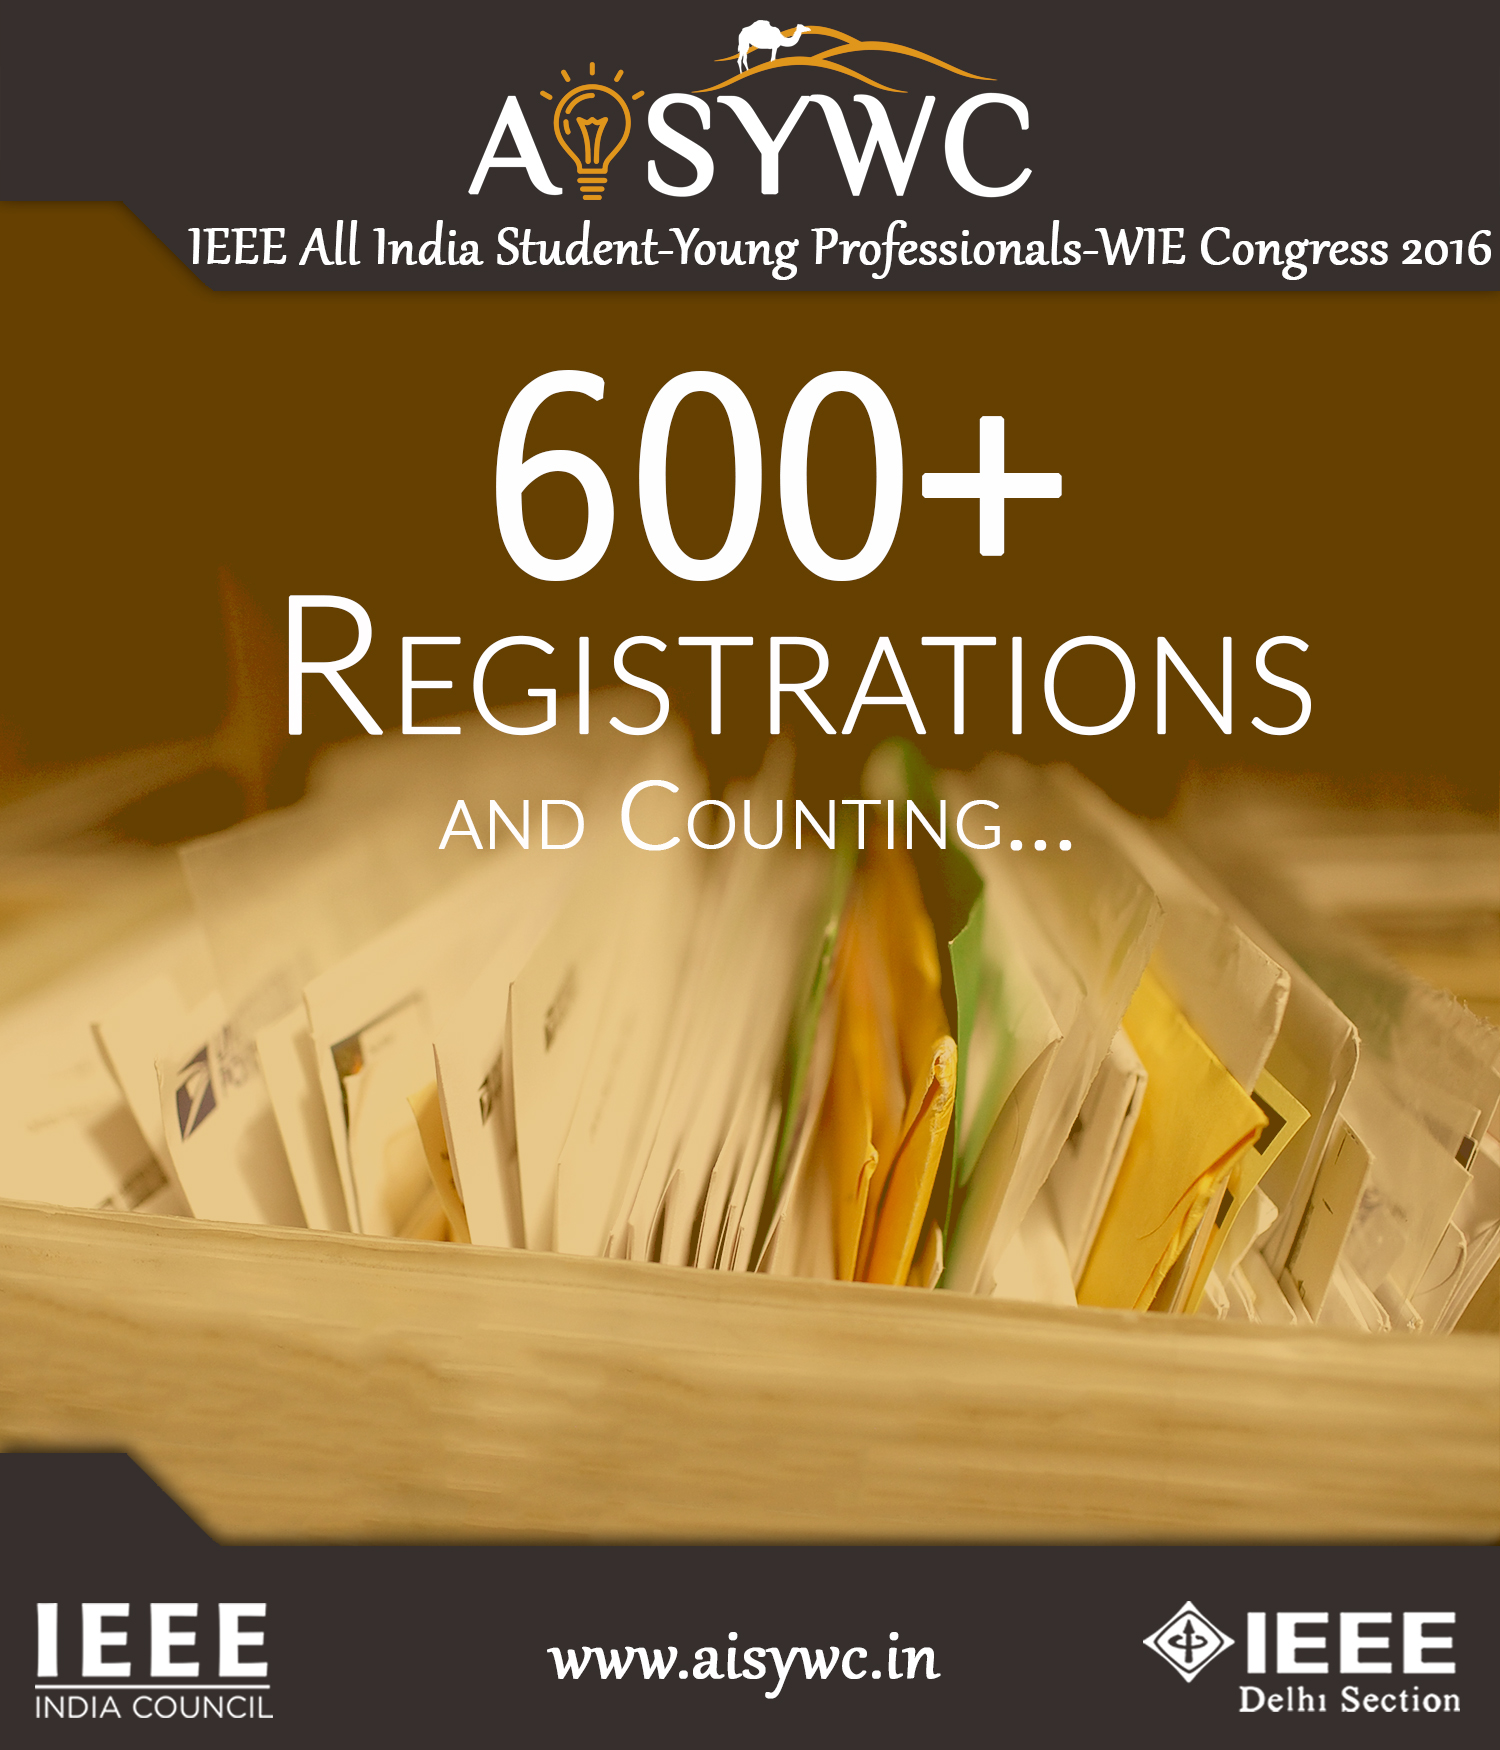 AISYWC
IEEE All India Student-Young Professionals-WIE Congress 2016
600+
REGISTRATIONS
AND COUNTING...
IEEE
INDIA COUNCIL
www.aisywc.in
IEEE
Delhi Section